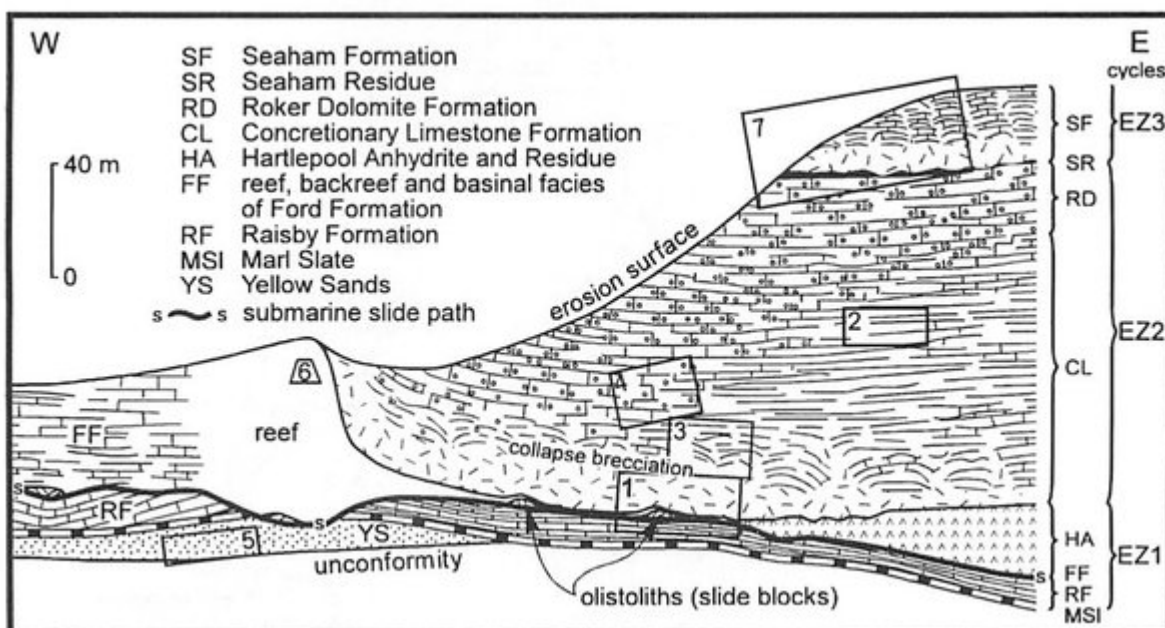 W
E
cycles
SF Seaham Formation
SR Seaham Residue
RD Roker Dolomite Formation
CL Concretionary Limestone Formation
HA Hartlepool Anhydrite and Residue
FF reef, backreef and basinal facies
of Ford Formation
RF Raisby Formation
MSI Marl Slate
YS Yellow Sands
s s submarine slide path
40 m
0
7
SF
EZ3
SR
RD
erosion surface
2
EZ2
6
4
CL
FF
reef
3
collapse brecciation
1
s
RF
s
YS
5
unconformity
HA
EZ1
s
FF
RF
MSI
olistoliths (slide blocks)